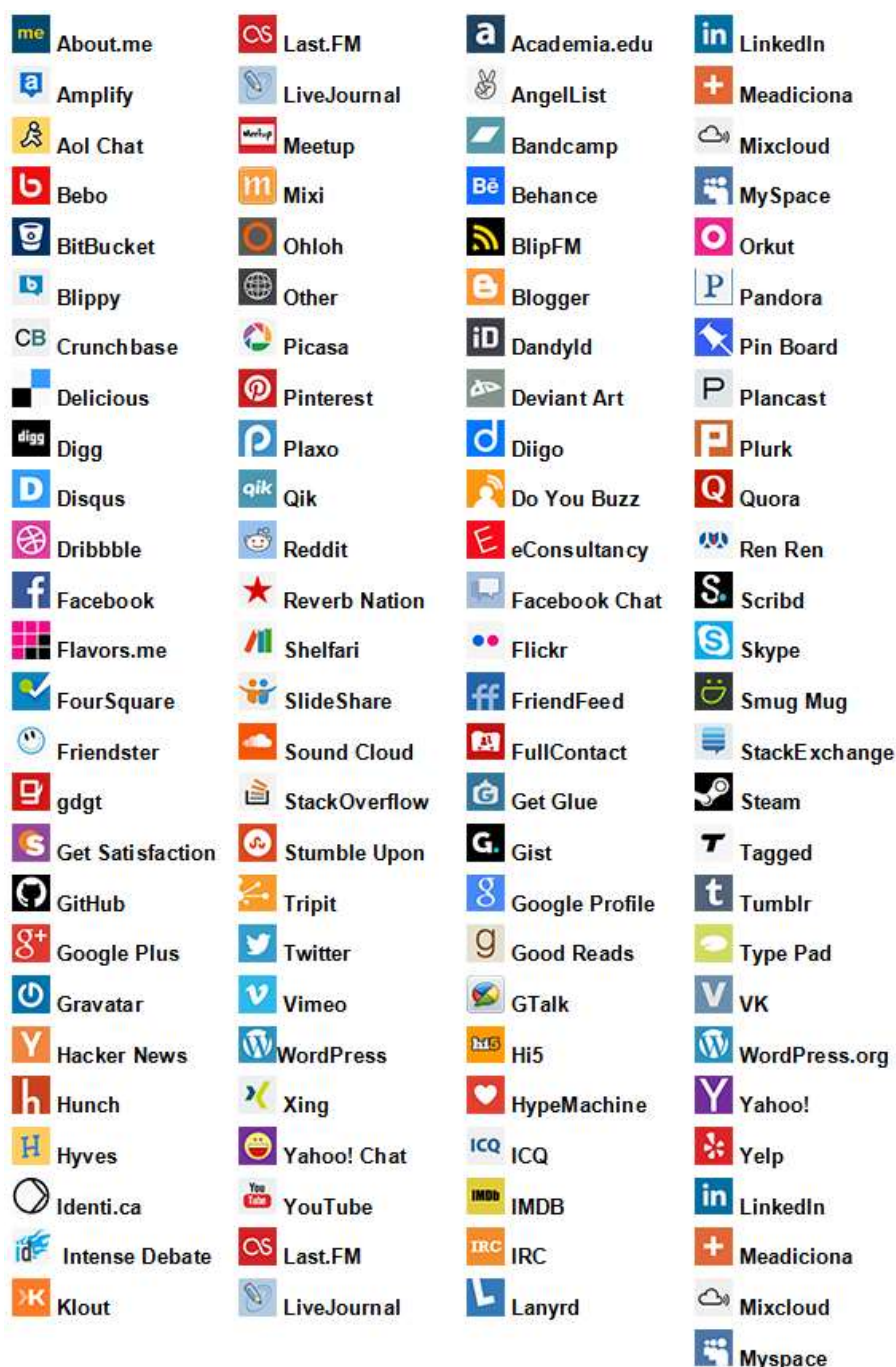 About.me Last.FM Academia.edu LinkedIn
Amplify LiveJournal AngelList Meadiciona
Aol Chat Meetup Bandcamp Mixcloud
Bebo Mixi Behance MySpace
BitBucket Ohloh BlipFM Orkut
Blippy Other Blogger Pandora
Crunchbase Picasa DandyId Pin Board
Delicious Pinterest Deviant Art Plancast
Digg Plaxo Diigo Plurk
Disqus Qik Do You Buzz Quora
Dribbble Reddit eConsultancy Ren Ren
Facebook Reverb Nation Facebook Chat Scribd
Flavors.me Shelfari Flickr Skype
FourSquare SlideShare FriendFeed Smug Mug
Friendster Sound Cloud FullContact StackExchange
gdgt StackOverflow Get Glue Steam
Get Satisfaction Stumble Upon Gist Tagged
GitHub Tripit Google Profile Tumblr
Google Plus Twitter Good Reads Type Pad
Gravatar Vimeo GTalk VK
Hacker News WordPress Hi5 WordPress.org
Hunch Xing HypeMachine Yahoo!
Hyves Yahoo! Chat ICQ Yelp
Identi.ca YouTube IMDB LinkedIn
Intense Debate Last.FM IRC Meadiciona
Klout LiveJournal Lanyrd Mixcloud
Myspace